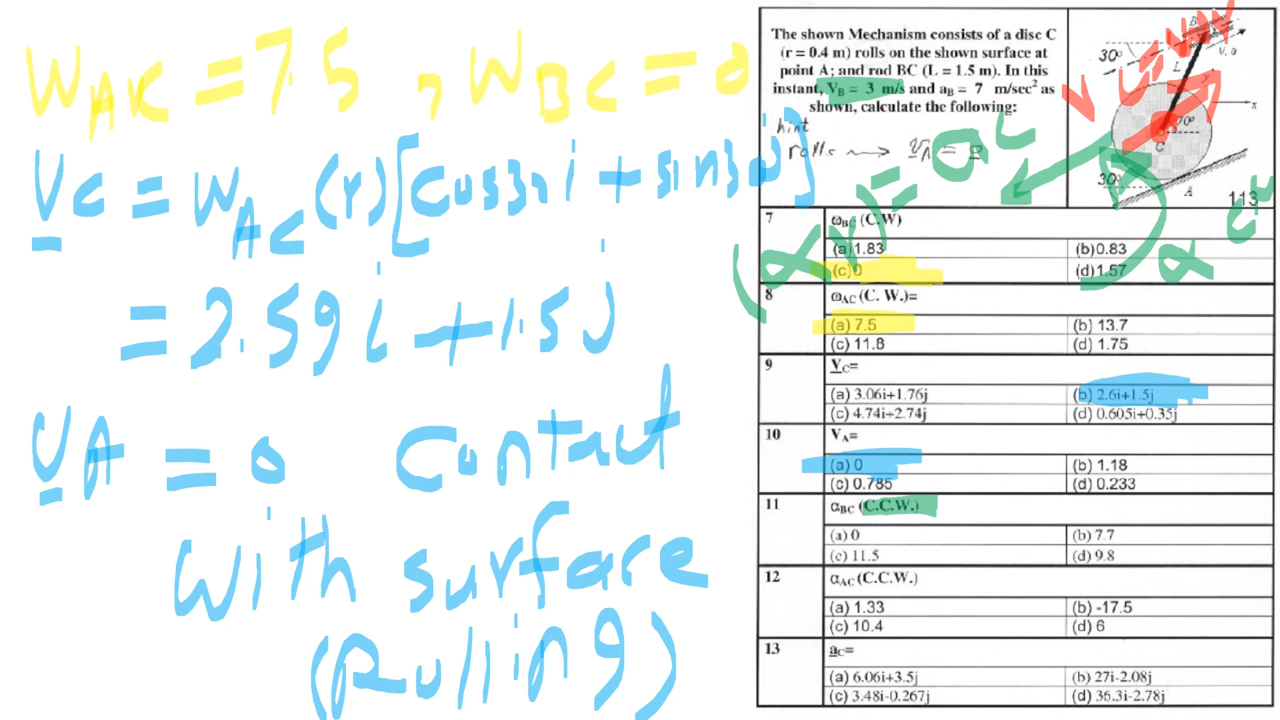 WAC = 7.5 , WBC = 0
VC = WAC (r) [cos30 i + sin30 j]
= 2.59 i + 1.5 j
VA = 0 contact
with surface
(Rulling)
The shown Mechanism consists of a disc C
(r = 0.4 m) rolls on the shown surface at
point A; and rod BC (L = 1.5 m). In this
instant, VB = 3 m/s and aB = 7 m/sec² as
shown, calculate the following:
hint
rolls → VA = 0
(αr) = ac
B
30°
V, a
L
y
x
70°
C
30°
A
113
7 ωBC (C.W)
(a) 1.83 (b)0.83
(c)0 (d)1.57
8 ωAC (C. W.)=
(a) 7.5 (b) 13.7
(c) 11.8 (d) 1.75
9 VC=
(a) 3.06i+1.76j (b) 2.6i+1.5j
(c) 4.74i+2.74j (d) 0.605i+0.35j
10 VA=
(a) 0 (b) 1.18
(c) 0.785 (d) 0.233
11 αBC (C.C.W.)
(a) 0 (b) 7.7
(c) 11.5 (d) 9.8
12 αAC (C.C.W.)
(a) 1.33 (b) -17.5
(c) 10.4 (d) 6
13 aC=
(a) 6.06i+3.5j (b) 27i-2.08j
(c) 3.48i-0.267j (d) 36.3i-2.78j